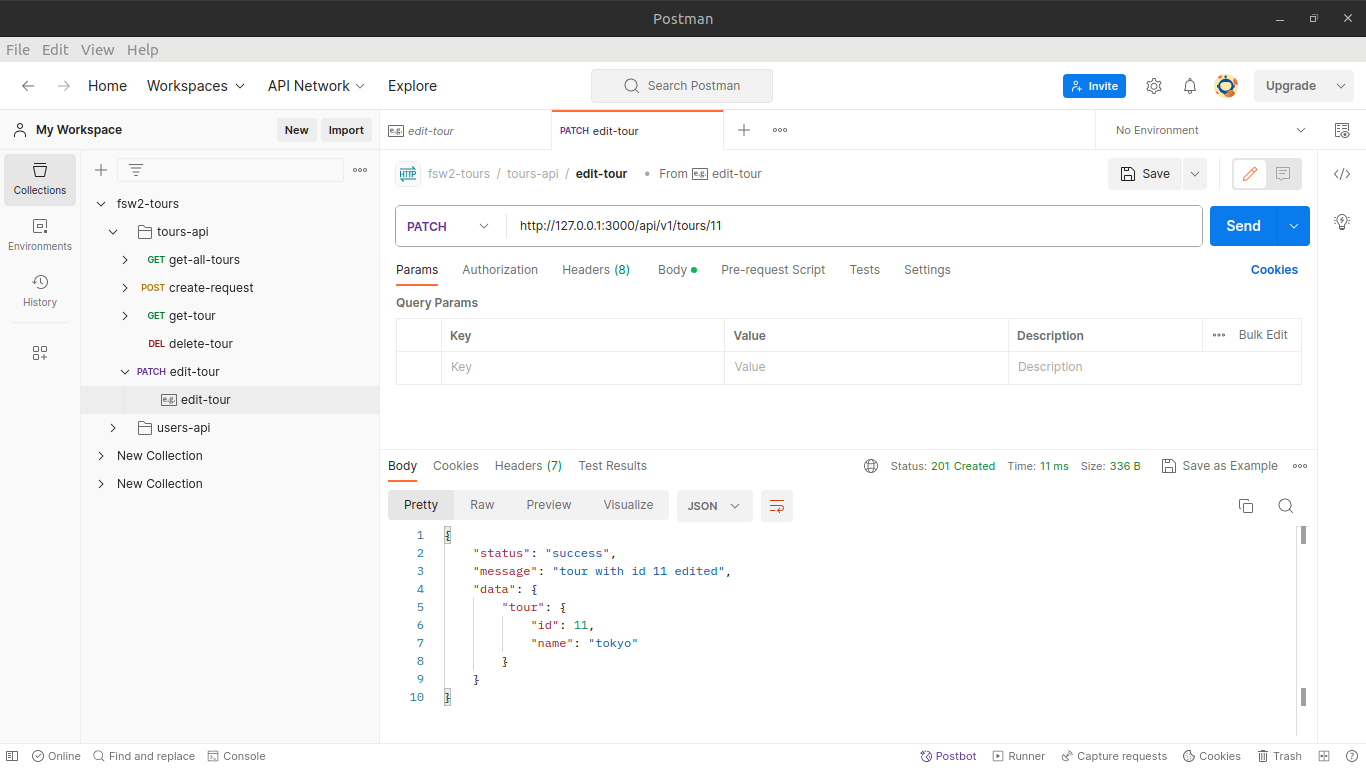 Postman
File Edit View Help
Home Workspaces API Network Explore
Search Postman
Invite
Upgrade
My Workspace
New
Import
e.g. edit-tour
PATCH edit-tour
No Environment
Collections
Environments
History
fsw2-tours
tours-api
GET get-all-tours
POST create-request
GET get-tour
DEL delete-tour
PATCH edit-tour
e.g. edit-tour
users-api
New Collection
New Collection
HTTP fsw2-tours / tours-api / edit-tour • From e.g. edit-tour
Save
PATCH http://127.0.0.1:3000/api/v1/tours/11
Send
Params Authorization Headers (8) Body Pre-request Script Tests Settings
Cookies
Query Params
Key Value Description Bulk Edit
Key Value Description
Body Cookies Headers (7) Test Results
Status: 201 Created Time: 11 ms Size: 336 B
Save as Example
Pretty Raw Preview Visualize JSON
1 {
2 "status": "success",
3 "message": "tour with id 11 edited",
4 "data": {
5 "tour": {
6 "id": 11,
7 "name": "tokyo"
8 }
9 }
10 }
Online Find and replace Console
Postbot Runner Capture requests Cookies Trash